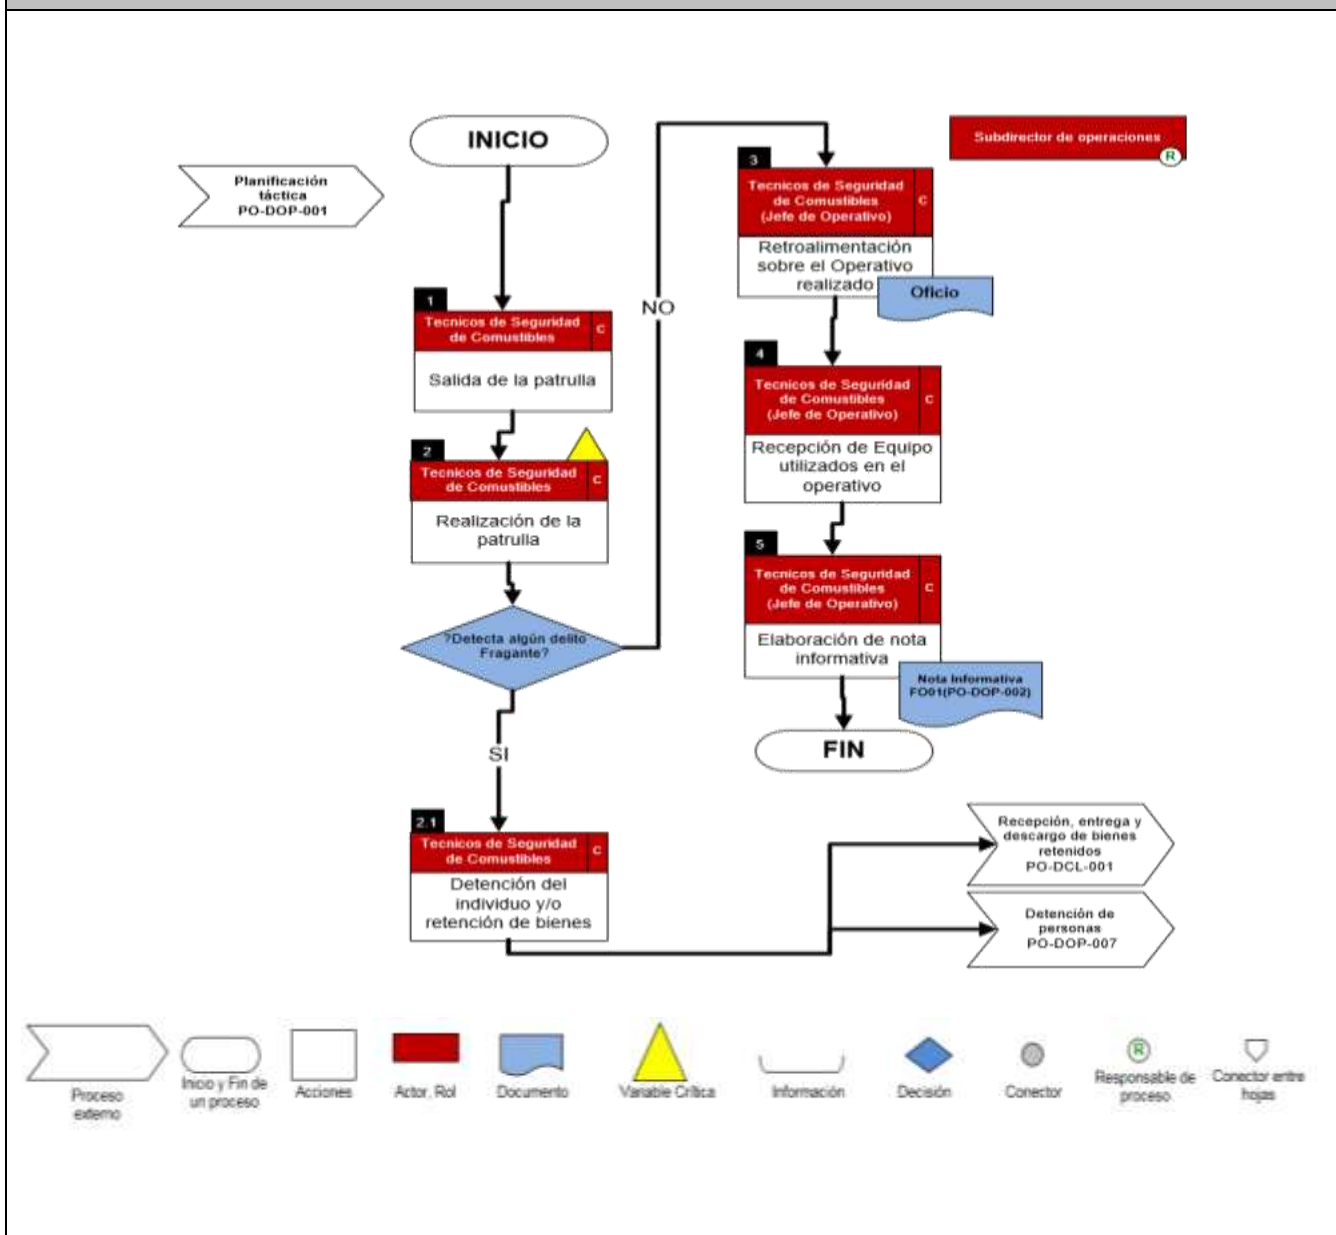 INICIO
Planificación
táctica
PO-DOP-001
1
Tecnicos de Seguridad
de Comustibles
C
Salida de la patrulla
2
Tecnicos de Seguridad
de Comustibles
C
Realización de la
patrulla
?Detecta algún delito
Fragante?
NO
SI
2.1
Tecnicos de Seguridad
de Comustibles
C
Detención del
individuo y/o
retención de bienes
Subdirector de operaciones
R
3
Tecnicos de Seguridad
de Comustibles
(Jefe de Operativo)
C
Retroalimentación
sobre el Operativo
realizado
Oficio
4
Tecnicos de Seguridad
de Comustibles
(Jefe de Operativo)
C
Recepción de Equipo
utilizados en el
operativo
5
Tecnicos de Seguridad
de Comustibles
(Jefe de Operativo)
C
Elaboración de nota
informativa
Nota Informativa
FO01(PO-DOP-002)
FIN
Recepción, entrega y
descargo de bienes
retenidos
PO-DCL-001
Detención de
personas
PO-DOP-007
Proceso
externo
Inicio y Fin de
un proceso
Acciones
Actor, Rol
Documento
Variable Crítica
Información
Decisión
Conector
R
Responsable de
proceso
Conector entre
hojas